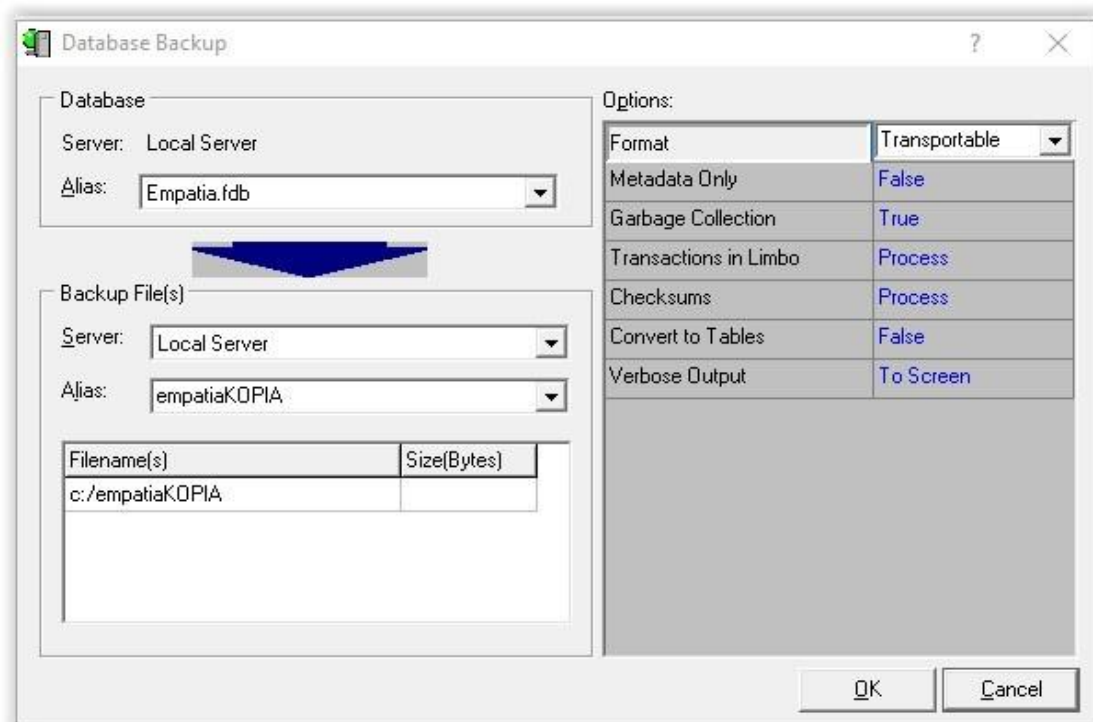 Database Backup
Database
Server: Local Server
Alias: Empatia.fdb
Backup File(s)
Server: Local Server
Alias: empatiaKOPIA
Filename(s) Size(Bytes)
c:/empatiaKOPIA
Options:
Format Transportable
Metadata Only False
Garbage Collection True
Transactions in Limbo Process
Checksums Process
Convert to Tables False
Verbose Output To Screen
OK Cancel